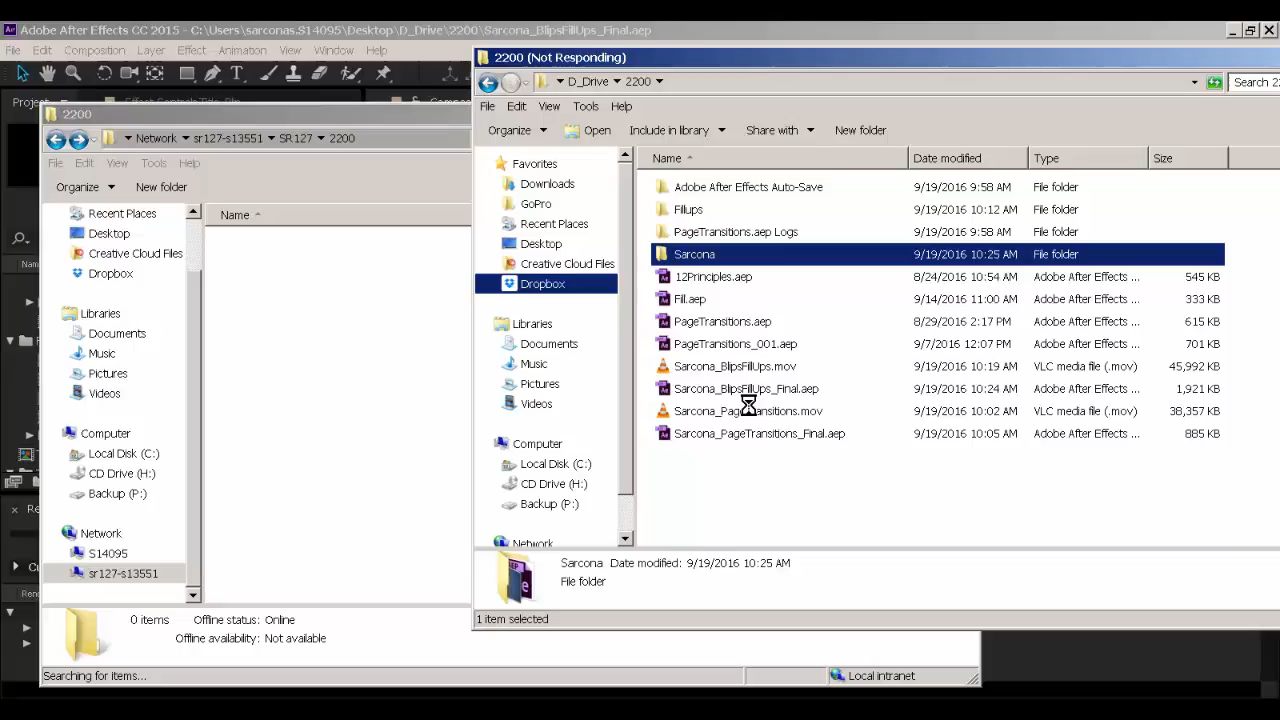 Adobe After Effects CC 2015 - C:\Users\sarconas.S14095\Desktop\D_Drive\2200\Sarcona_BlipsFillUps_Final.aep
File Edit Composition Layer Effect Animation View Window Help
Project
2200
Network sr127-s13551 SR127 2200
File Edit View Tools Help
Organize New folder
Name
Recent Places
Desktop
Creative Cloud Files
Dropbox
Libraries
Documents
Music
Pictures
Videos
Computer
Local Disk (C:)
CD Drive (H:)
Backup (P:)
Network
S14095
sr127-s13551
0 items Offline status: Online
Offline availability: Not available
Searching for items...
Local intranet
2200 (Not Responding)
D_Drive 2200
Search 2
File Edit View Tools Help
Organize Open Include in library Share with New folder
Favorites
Downloads
GoPro
Recent Places
Desktop
Creative Cloud Files
Dropbox
Libraries
Documents
Music
Pictures
Videos
Computer
Local Disk (C:)
CD Drive (H:)
Backup (P:)
Network
Name Date modified Type Size
Adobe After Effects Auto-Save 9/19/2016 9:58 AM File folder
Fillups 9/19/2016 10:12 AM File folder
PageTransitions.aep Logs 9/19/2016 9:58 AM File folder
Sarcona 9/19/2016 10:25 AM File folder
12Principles.aep 8/24/2016 10:54 AM Adobe After Effects ... 545 KB
Fill.aep 9/14/2016 11:00 AM Adobe After Effects ... 333 KB
PageTransitions.aep 8/29/2016 2:17 PM Adobe After Effects ... 615 KB
PageTransitions_001.aep 9/7/2016 12:07 PM Adobe After Effects ... 701 KB
Sarcona_BlipsFillUps.mov 9/19/2016 10:19 AM VLC media file (.mov) 45,992 KB
Sarcona_BlipsFillUps_Final.aep 9/19/2016 10:24 AM Adobe After Effects ... 1,921 KB
Sarcona_PageTransitions.mov 9/19/2016 10:02 AM VLC media file (.mov) 38,357 KB
Sarcona_PageTransitions_Final.aep 9/19/2016 10:05 AM Adobe After Effects ... 885 KB
Sarcona Date modified: 9/19/2016 10:25 AM
File folder
1 item selected